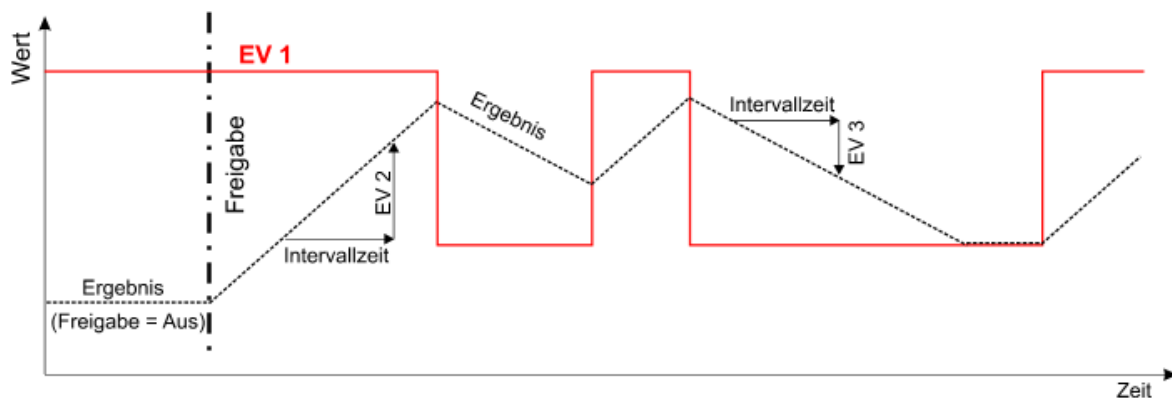 Wert
EV 1
Freigabe
Ergebnis
(Freigabe = Aus)
EV 2
Intervallzeit
Ergebnis
Intervallzeit
EV 3
Zeit